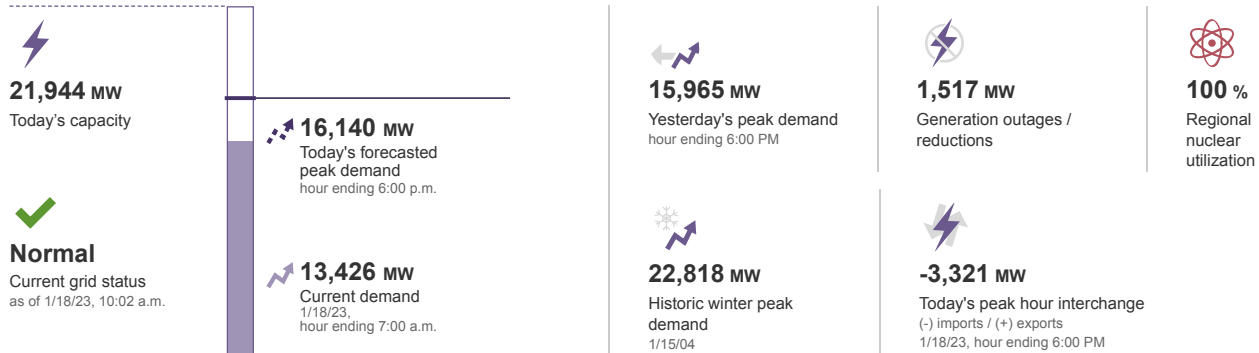 21,944 MW
Today's capacity
Normal
Current grid status
as of 1/18/23, 10:02 a.m.
16,140 MW
Today's forecasted
peak demand
hour ending 6:00 p.m.
13,426 MW
Current demand
1/18/23,
hour ending 7:00 a.m.
15,965 MW
Yesterday's peak demand
hour ending 6:00 PM
1,517 MW
Generation outages /
reductions
100 %
Regional
nuclear
utilization
22,818 MW
Historic winter peak
demand
1/15/04
-3,321 MW
Today's peak hour interchange
(-) imports / (+) exports
1/18/23, hour ending 6:00 PM